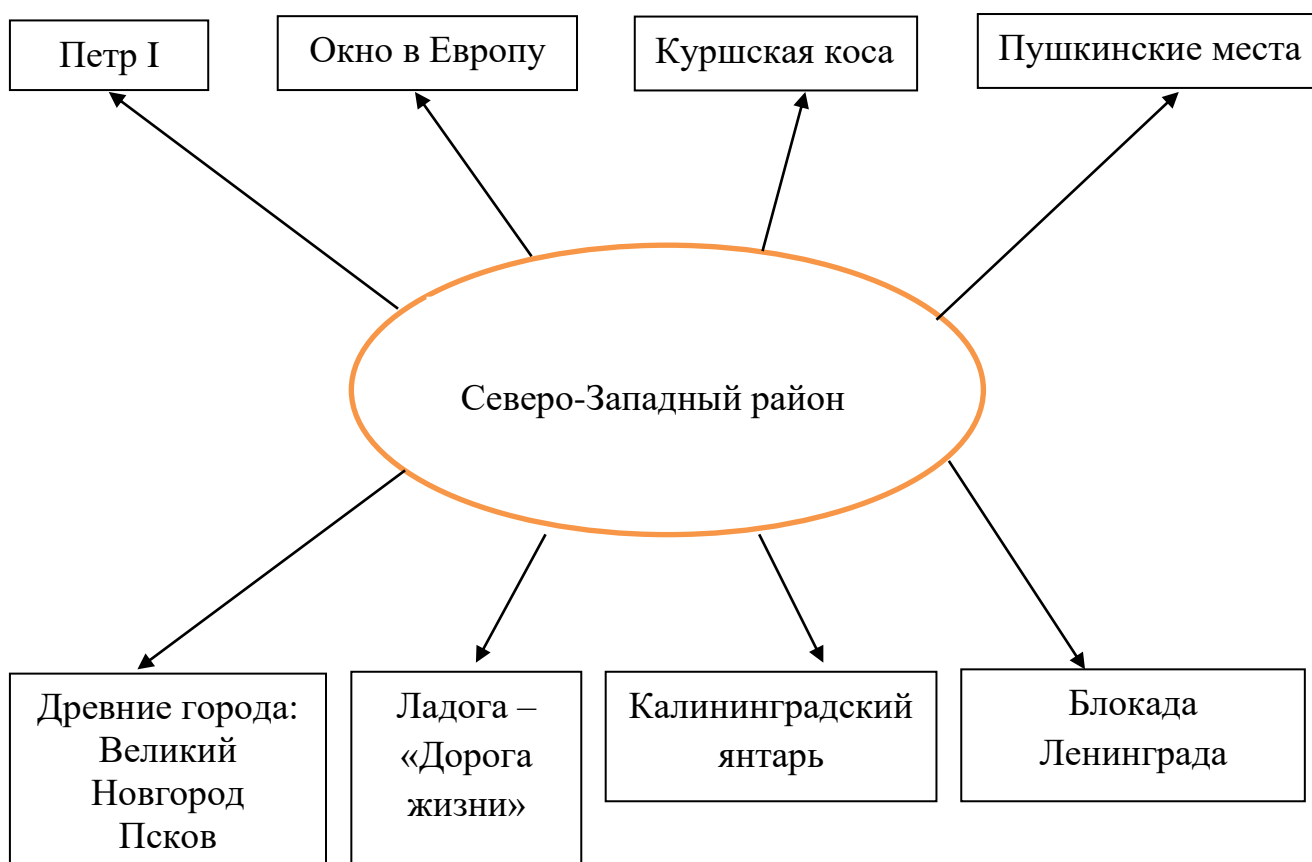 Петр I
Окно в Европу
Куршская коса
Пушкинские места
Северо-Западный район
Древние города:
Великий
Новгород
Псков
Ладога –
«Дорога
жизни»
Калининградский
янтарь
Блокада
Ленинграда